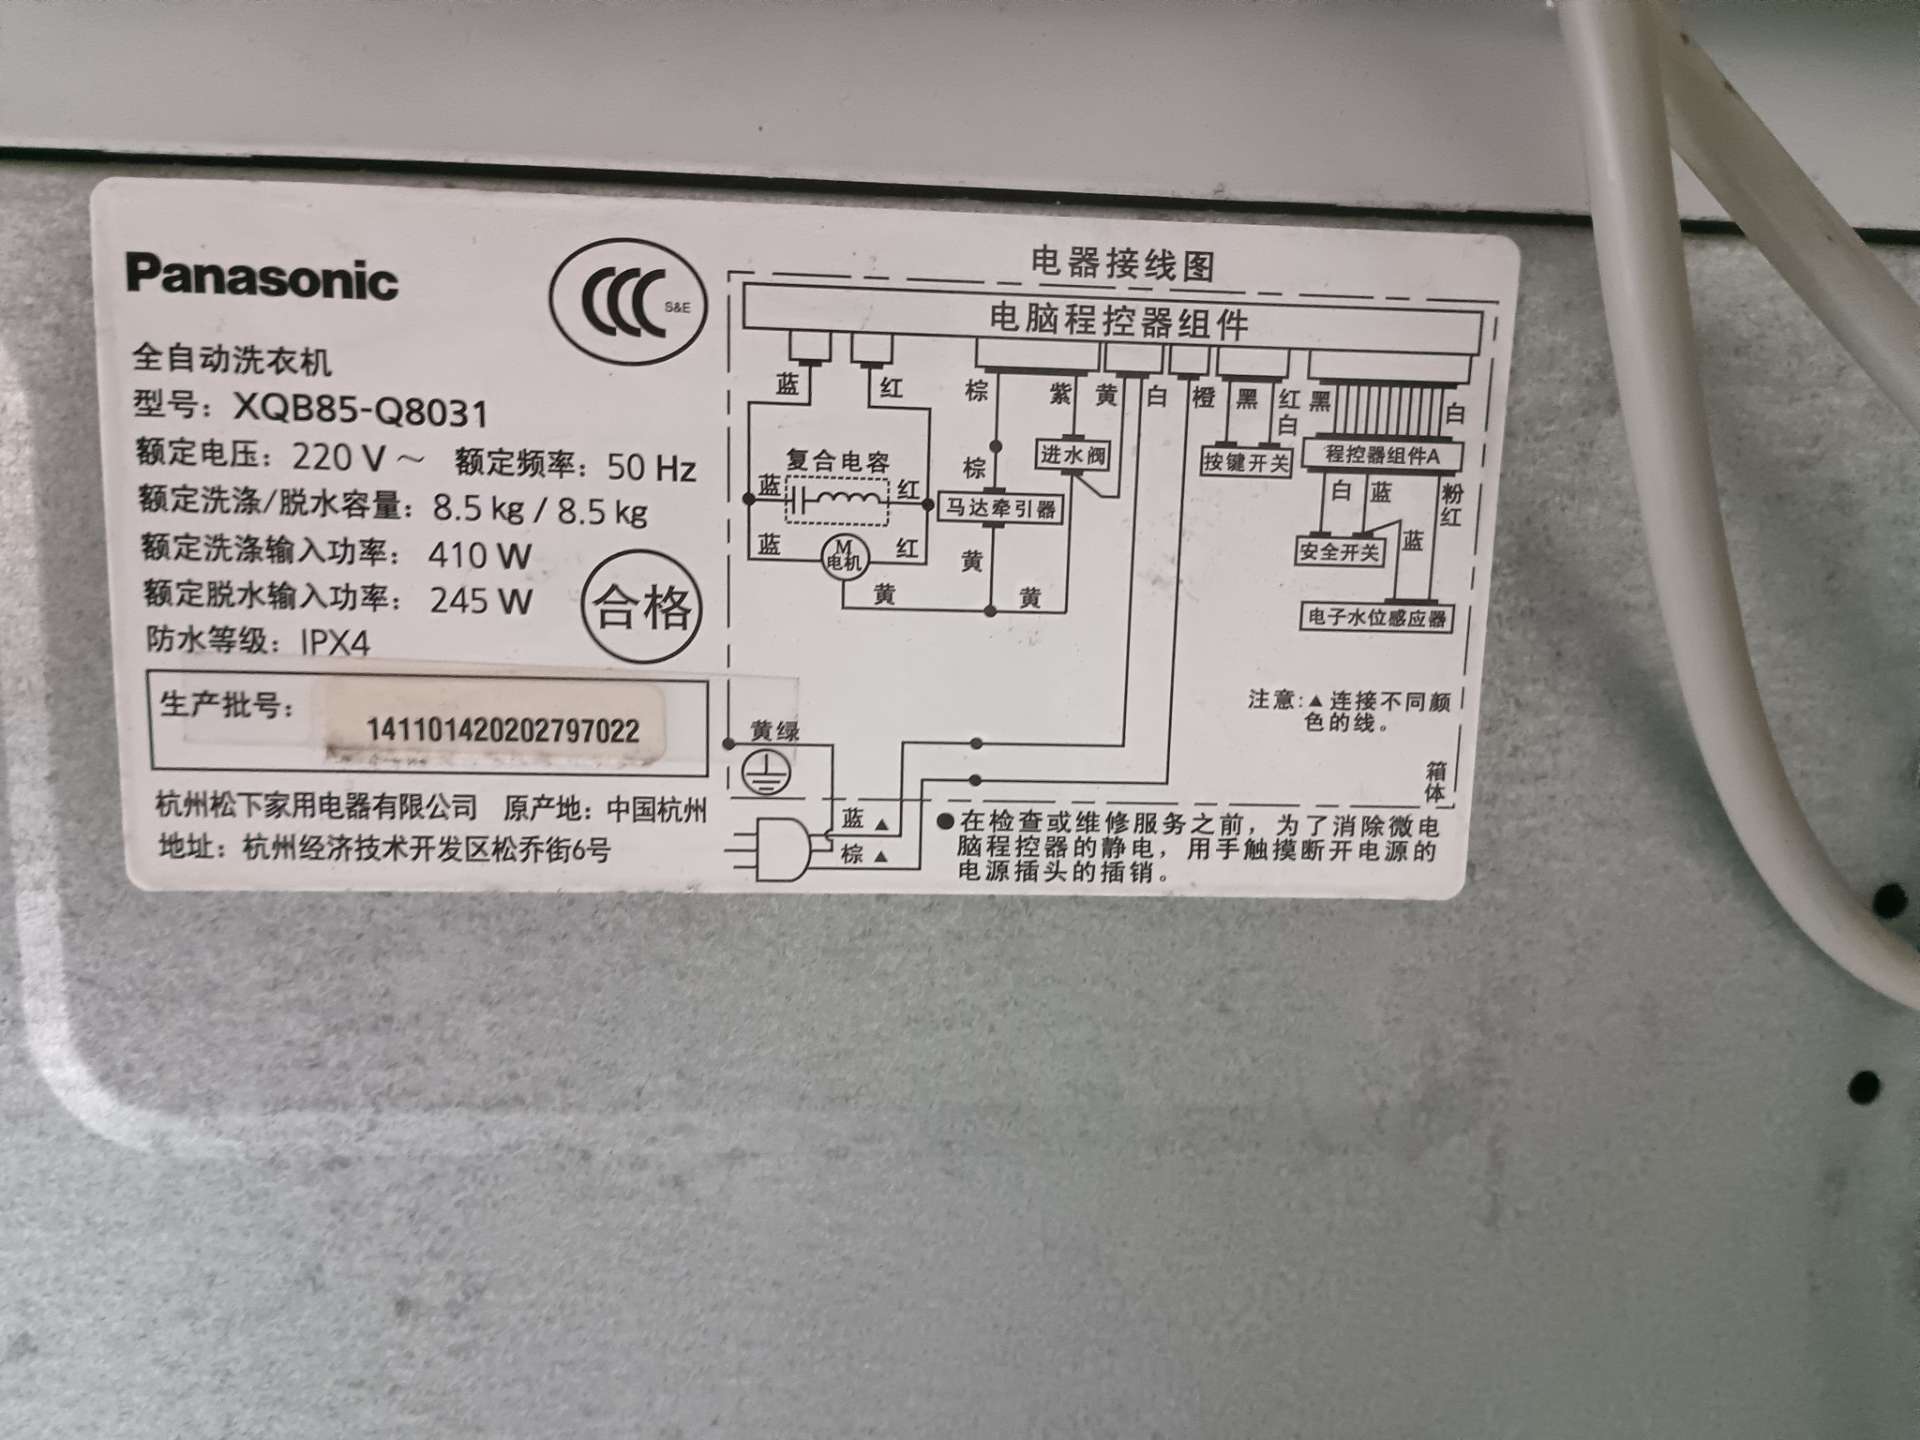 Panasonic
CCC S&E
全自动洗衣机
型号：XQB85-Q8031
额定电压：220 V ～ 额定频率：50 Hz
额定洗涤/脱水容量：8.5 kg / 8.5 kg
额定洗涤输入功率：410 W
额定脱水输入功率：245 W
防水等级：IPX4
合格
生产批号：
141101420202797022
杭州松下家用电器有限公司 原产地：中国杭州
地址：杭州经济技术开发区松乔街6号
电器接线图
电脑程控器组件
蓝 红 棕 紫 黄 白 橙 黑 红白 黑 白
复合电容
蓝 红
棕
进水阀
按键开关
程控器组件A
马达牵引器
白 蓝 粉红
蓝 M 电机 红
黄
安全开关
蓝
黄 黄
电子水位感应器
注意:▲连接不同颜
色的线。
黄绿
箱体
蓝 ▲
棕 ▲
●在检查或维修服务之前，为了消除微电
脑程控器的静电，用手触摸断开电源的
电源插头的插销。